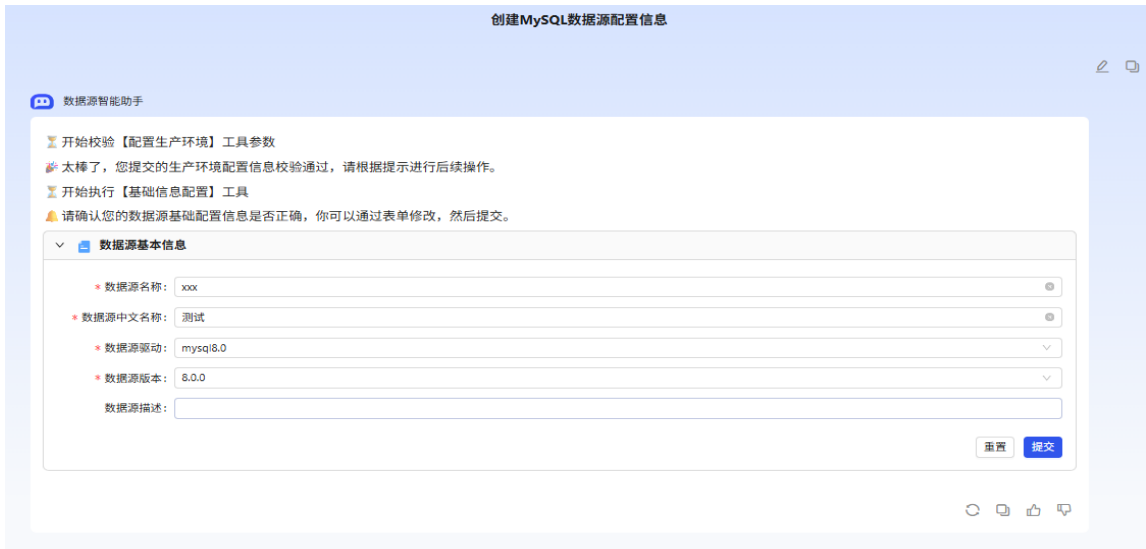 创建MySQL数据源配置信息
数据源智能助手
开始校验【配置生产环境】工具参数
太棒了，您提交的生产环境配置信息校验通过，请根据提示进行后续操作。
开始执行【基础信息配置】工具
请确认您的数据源基础配置信息是否正确，你可以通过表单修改，然后提交。
数据源基本信息
* 数据源名称： xxx
* 数据源中文名称： 测试
* 数据源驱动： mysql8.0
* 数据源版本： 8.0.0
数据源描述：
重置 提交